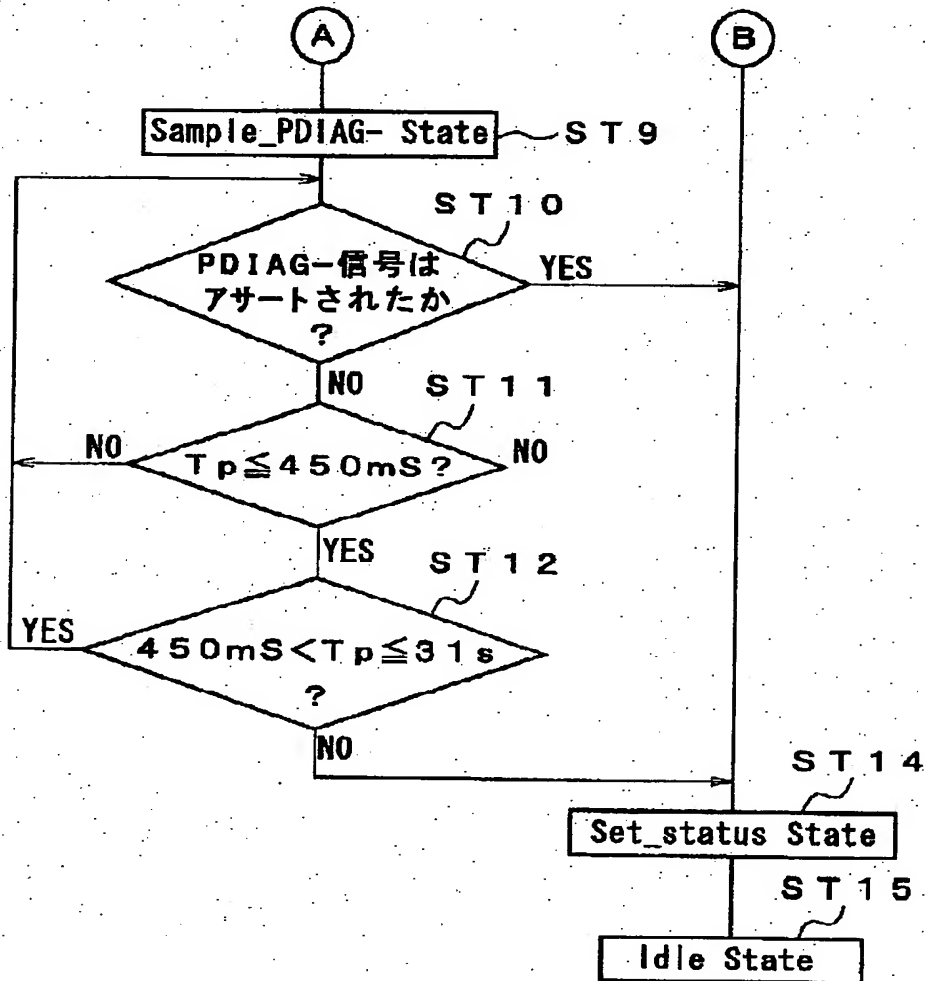 A
B
Sample_PDIAG- State
ST9
ST10
PDIAG-信号は
アサートされたか
?
YES
NO
ST11
NO
Tp≦450mS?
NO
YES
ST12
YES
450mS<Tp≦31s
?
NO
ST14
Set_status State
ST15
Idle State